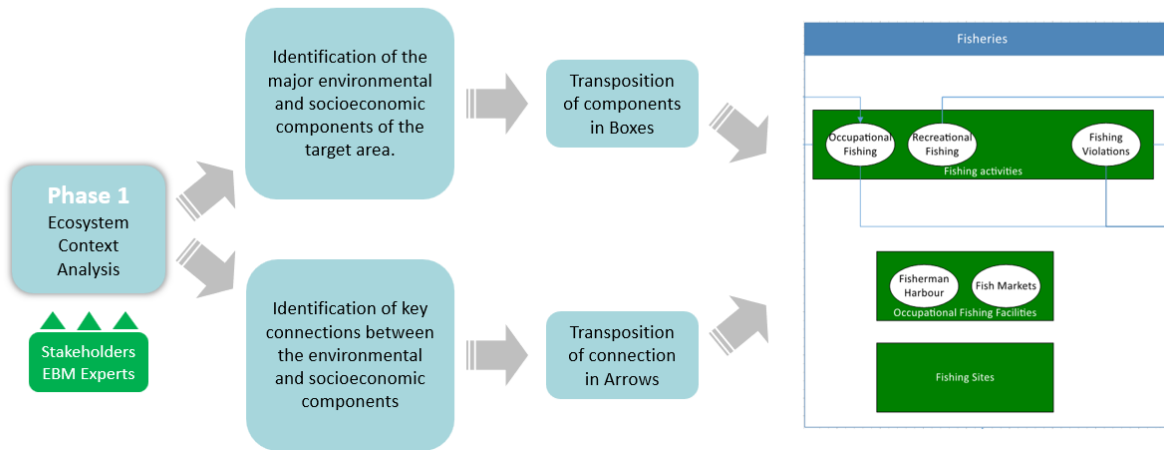 Phase 1
Ecosystem
Context
Analysis
Stakeholders
EBM Experts
Identification of the
major environmental
and socioeconomic
components of the
target area.
Transposition
of components
in Boxes
Identification of key
connections between
the environmental
and socioeconomic
components
Transposition
of connection
in Arrows
Fisheries
Occupational
Fishing
Recreational
Fishing
Fishing
Violations
Fishing activities
Fisherman
Harbour
Fish Markets
Occupational Fishing Facilities
Fishing Sites